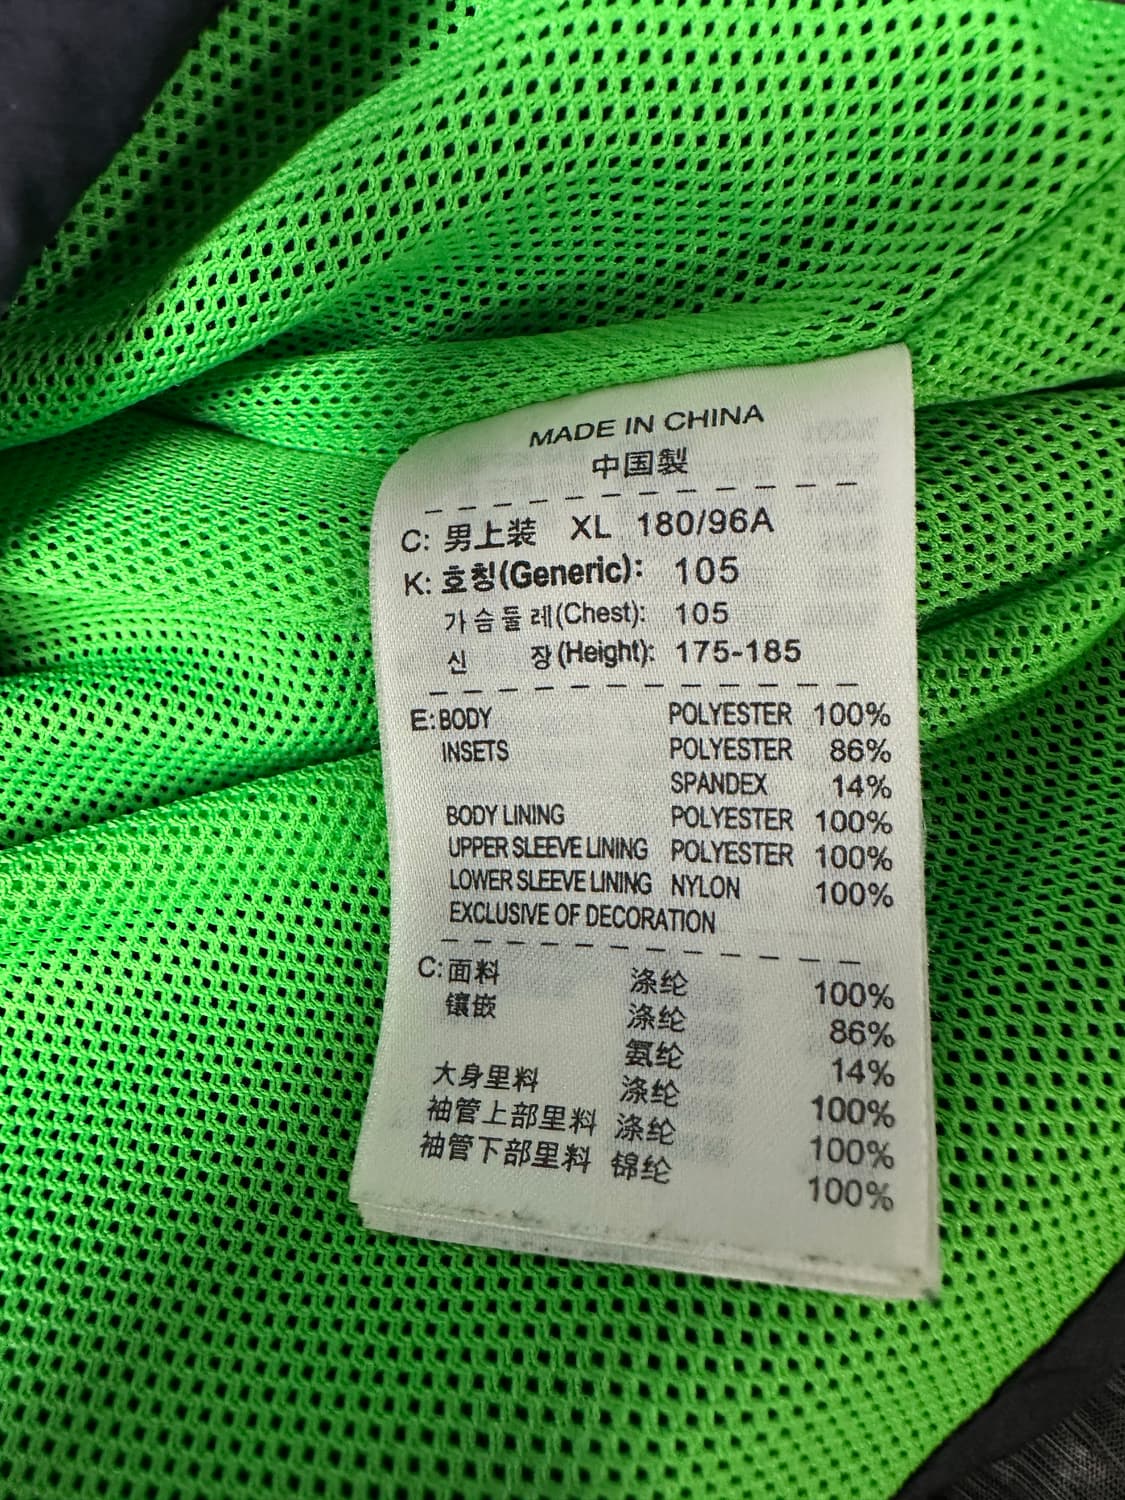 MADE IN CHINA
中国製
C: 男上装 XL 180/96A
K: 호칭(Generic): 105
가슴둘레(Chest): 105
신 장(Height): 175-185
E: BODY POLYESTER 100%
INSETS POLYESTER 86%
SPANDEX 14%
BODY LINING POLYESTER 100%
UPPER SLEEVE LINING POLYESTER 100%
LOWER SLEEVE LINING NYLON 100%
EXCLUSIVE OF DECORATION
C: 面料 涤纶 100%
镶嵌 涤纶 86%
氨纶 14%
大身里料 涤纶 100%
袖管上部里料 涤纶 100%
袖管下部里料 锦纶 100%